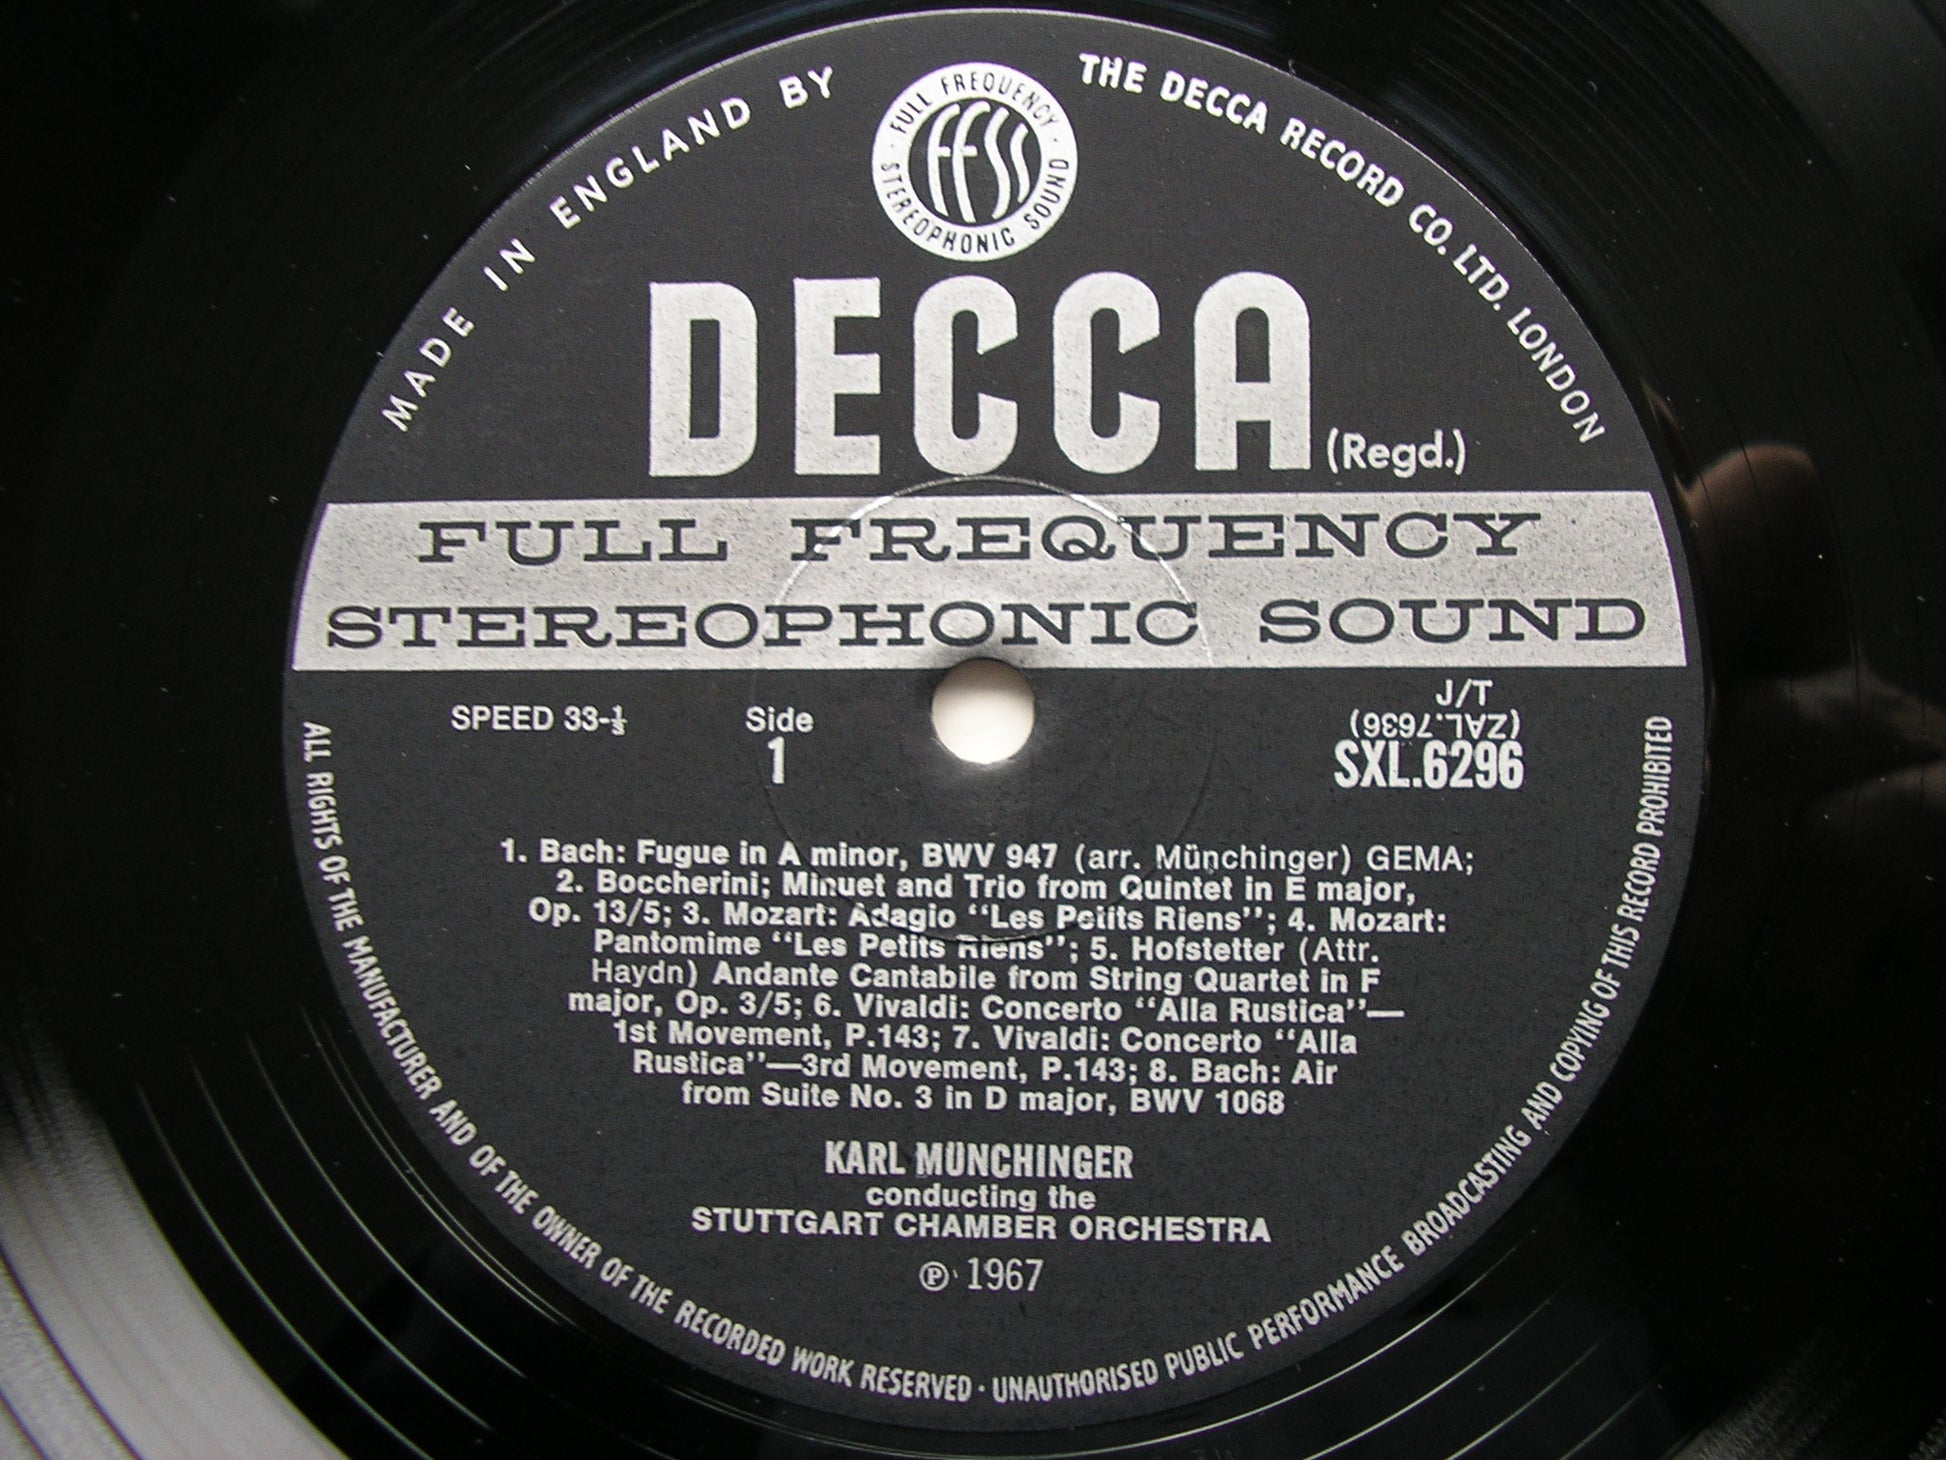 MADE IN ENGLAND BY
THE DECCA RECORD CO. LTD. LONDON
FULL FREQUENCY
FFSS
STEREOPHONIC SOUND
DECCA (Regd.)
FULL FREQUENCY
STEREOPHONIC SOUND
SPEED 33-⅓
Side
1
J/T
(ZAL.7636)
SXL.6296
1. Bach: Fugue in A minor, BWV 947 (arr. Münchinger) GEMA;
2. Boccherini; Minuet and Trio from Quintet in E major,
Op. 13/5; 3. Mozart: Adagio "Les Petits Riens"; 4. Mozart:
Pantomime "Les Petits Riens"; 5. Hofstetter (Attr.
Haydn) Andante Cantabile from String Quartet in F
major, Op. 3/5; 6. Vivaldi: Concerto "Alla Rustica"—
1st Movement, P.143; 7. Vivaldi: Concerto "Alla
Rustica"—3rd Movement, P.143; 8. Bach: Air
from Suite No. 3 in D major, BWV 1068
KARL MÜNCHINGER
conducting the
STUTTGART CHAMBER ORCHESTRA
℗ 1967
ALL RIGHTS OF THE MANUFACTURER AND OF THE OWNER OF THE RECORDED WORK RESERVED · UNAUTHORISED PUBLIC PERFORMANCE BROADCASTING AND COPYING OF THIS RECORD PROHIBITED